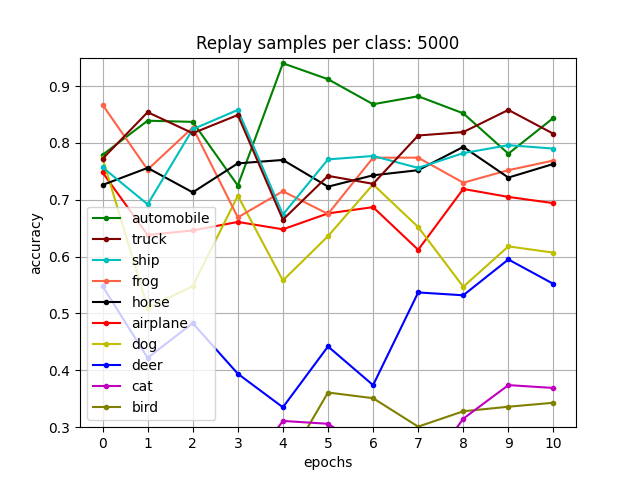 Replay samples per class: 5000
accuracy
0.9
0.8
0.7
0.6
0.5
0.4
0.3
automobile
truck
ship
frog
horse
airplane
dog
deer
cat
bird
0 1 2 3 4 5 6 7 8 9 10
epochs